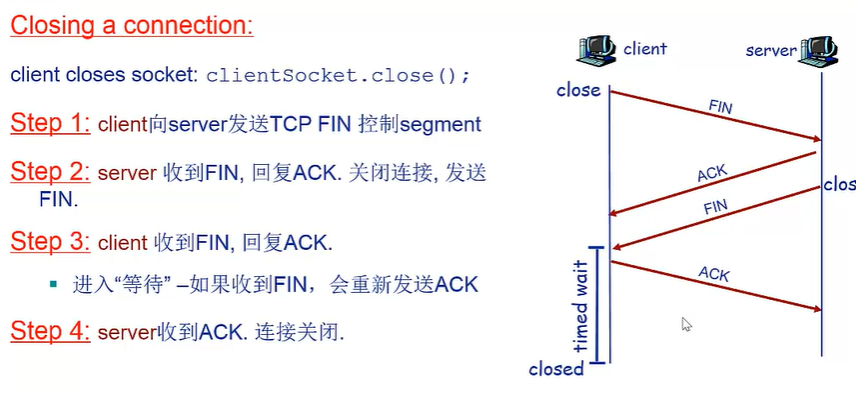 Closing a connection:
client closes socket: clientSocket.close();
Step 1: client向server发送TCP FIN 控制segment
Step 2: server 收到FIN, 回复ACK. 关闭连接, 发送
FIN.
Step 3: client 收到FIN, 回复ACK.
进入“等待” –如果收到FIN，会重新发送ACK
Step 4: server收到ACK. 连接关闭.
client
server
close
FIN
ACK
clos
FIN
ACK
timed wait
closed